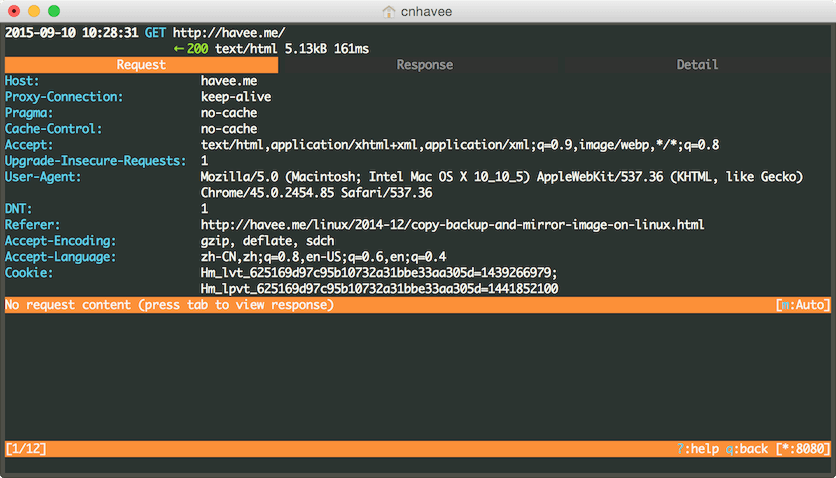 cnhavee
2015-09-10 10:28:31 GET http://havee.me/
← 200 text/html 5.13kB 161ms
Request Response Detail
Host: havee.me
Proxy-Connection: keep-alive
Pragma: no-cache
Cache-Control: no-cache
Accept: text/html,application/xhtml+xml,application/xml;q=0.9,image/webp,*/*;q=0.8
Upgrade-Insecure-Requests: 1
User-Agent: Mozilla/5.0 (Macintosh; Intel Mac OS X 10_10_5) AppleWebKit/537.36 (KHTML, like Gecko)
Chrome/45.0.2454.85 Safari/537.36
DNT: 1
Referer: http://havee.me/linux/2014-12/copy-backup-and-mirror-image-on-linux.html
Accept-Encoding: gzip, deflate, sdch
Accept-Language: zh-CN,zh;q=0.8,en-US;q=0.6,en;q=0.4
Cookie: Hm_lvt_625169d97c95b10732a31bbe33aa305d=1439266979;
Hm_lpvt_625169d97c95b10732a31bbe33aa305d=1441852100
No request content (press tab to view response) [m:Auto]
[1/12] ?:help q:back [*:8080]